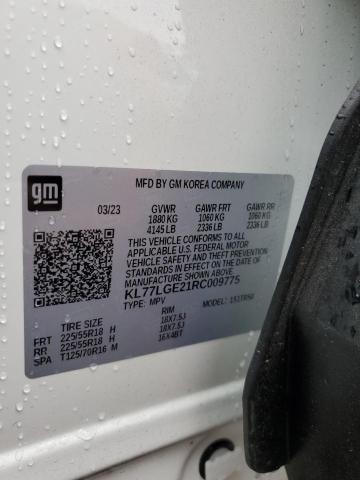 gm
MFD BY GM KOREA COMPANY
03/23 GVWR GAWR FRT GAWR RR
1880 KG 1060 KG 1060 KG
4145 LB 2336 LB 2336 LB
THIS VEHICLE CONFORMS TO ALL
APPLICABLE U.S. FEDERAL MOTOR
VEHICLE SAFETY AND THEFT
PREVENTION STANDARDS IN
EFFECT ON THE DATE OF
MANUFACTURE SHOWN ABOVE.
KL77LGE21RC009775
TYPE: MPV MODEL:
TIRE SIZE RIM
FRT 225/55R18 H 18X7.5J
RR 225/55R18 H 18X7.5J
SPA T125/70R16 M 16X4BT